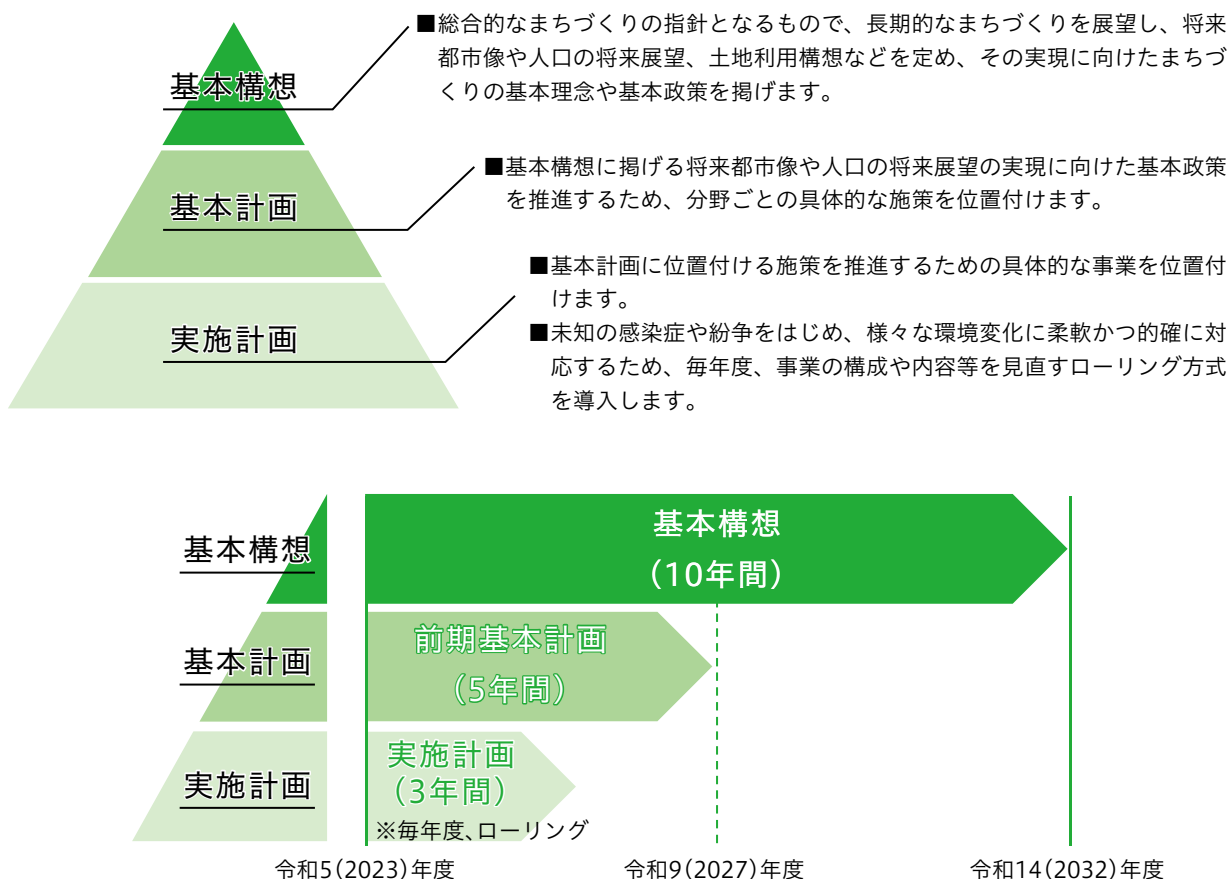 ■総合的なまちづくりの指針となるもので、長期的なまちづくりを展望し、将来
都市像や人口の将来展望、土地利用構想などを定め、その実現に向けたまちづ
くりの基本理念や基本政策を掲げます。
基本構想
■基本構想に掲げる将来都市像や人口の将来展望の実現に向けた基本政策
を推進するため、分野ごとの具体的な施策を位置付けます。
基本計画
■基本計画に位置付ける施策を推進するための具体的な事業を位置付
けます。
■未知の感染症や紛争をはじめ、様々な環境変化に柔軟かつ的確に対
応するため、毎年度、事業の構成や内容等を見直すローリング方式
を導入します。
実施計画
基本構想
基本構想
（10年間）
基本計画
前期基本計画
（5年間）
実施計画
実施計画
（3年間）
※毎年度、ローリング
令和5(2023)年度
令和9(2027)年度
令和14(2032)年度